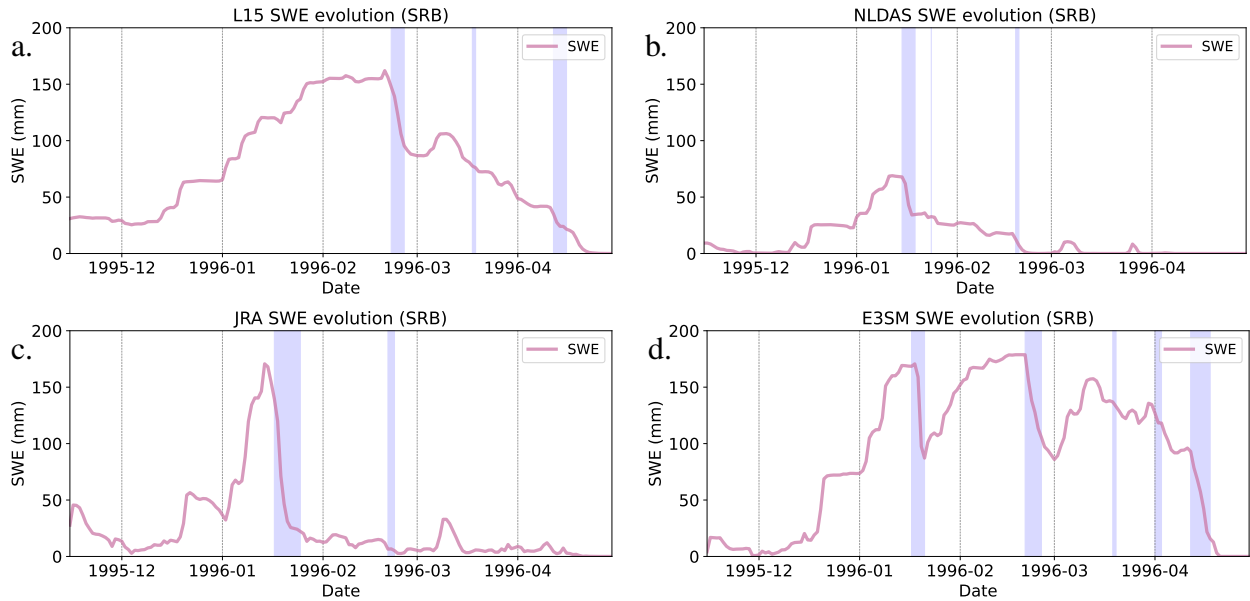 a.
L15 SWE evolution (SRB)
SWE
SWE (mm)
200
150
100
50
0
1995-12 1996-01 1996-02 1996-03 1996-04
Date
b.
NLDAS SWE evolution (SRB)
SWE
SWE (mm)
200
150
100
50
0
1995-12 1996-01 1996-02 1996-03 1996-04
Date
c.
JRA SWE evolution (SRB)
SWE
SWE (mm)
200
150
100
50
0
1995-12 1996-01 1996-02 1996-03 1996-04
Date
d.
E3SM SWE evolution (SRB)
SWE
SWE (mm)
200
150
100
50
0
1995-12 1996-01 1996-02 1996-03 1996-04
Date